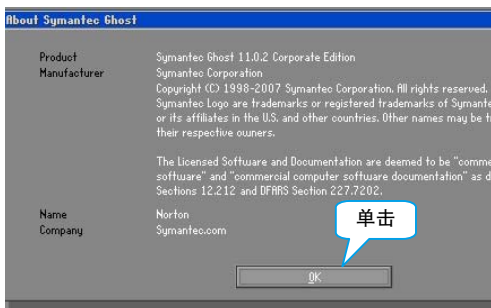 About Symantec Ghost
Product Symantec Ghost 11.0.2 Corporate Edition
Manufacturer Symantec Corporation
Copyright (C) 1998-2007 Symantec Corporation. All rights reserved.
Symantec Logo are trademarks or registered trademarks of Symante
or its affiliates in the U.S. and other countries. Other names may be t
their respective owners.
The Licensed Software and Documentation are deemed to be "comme
software" and "commercial computer software documentation" as d
Sections 12.212 and DFARS Section 227.7202.
Name Norton
Company Symantec.com
单击
OK